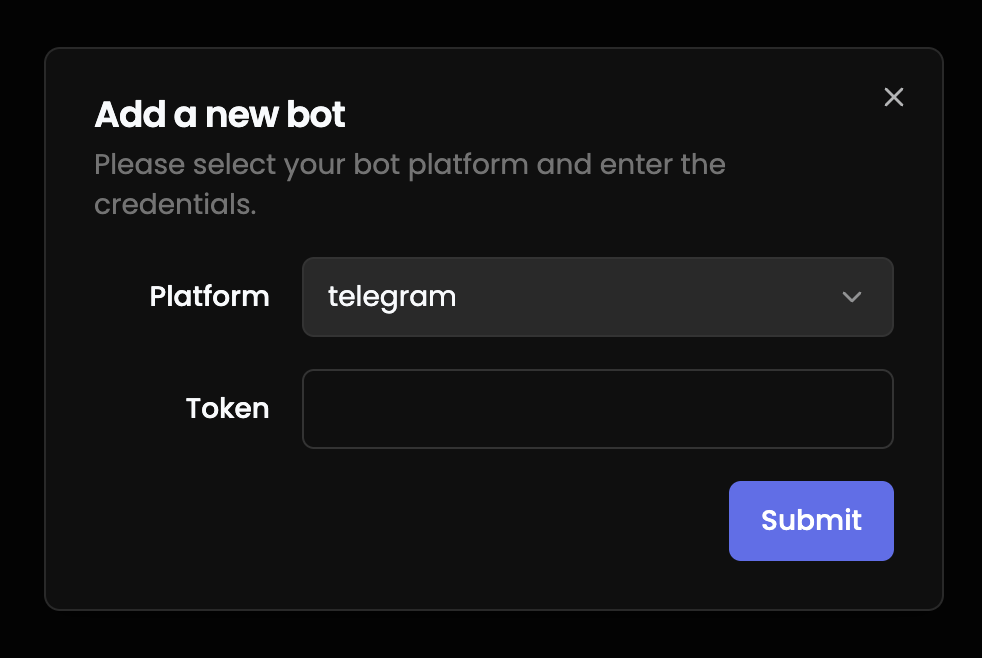 Add a new bot
Please select your bot platform and enter the
credentials.
Platform
telegram
Token
Submit